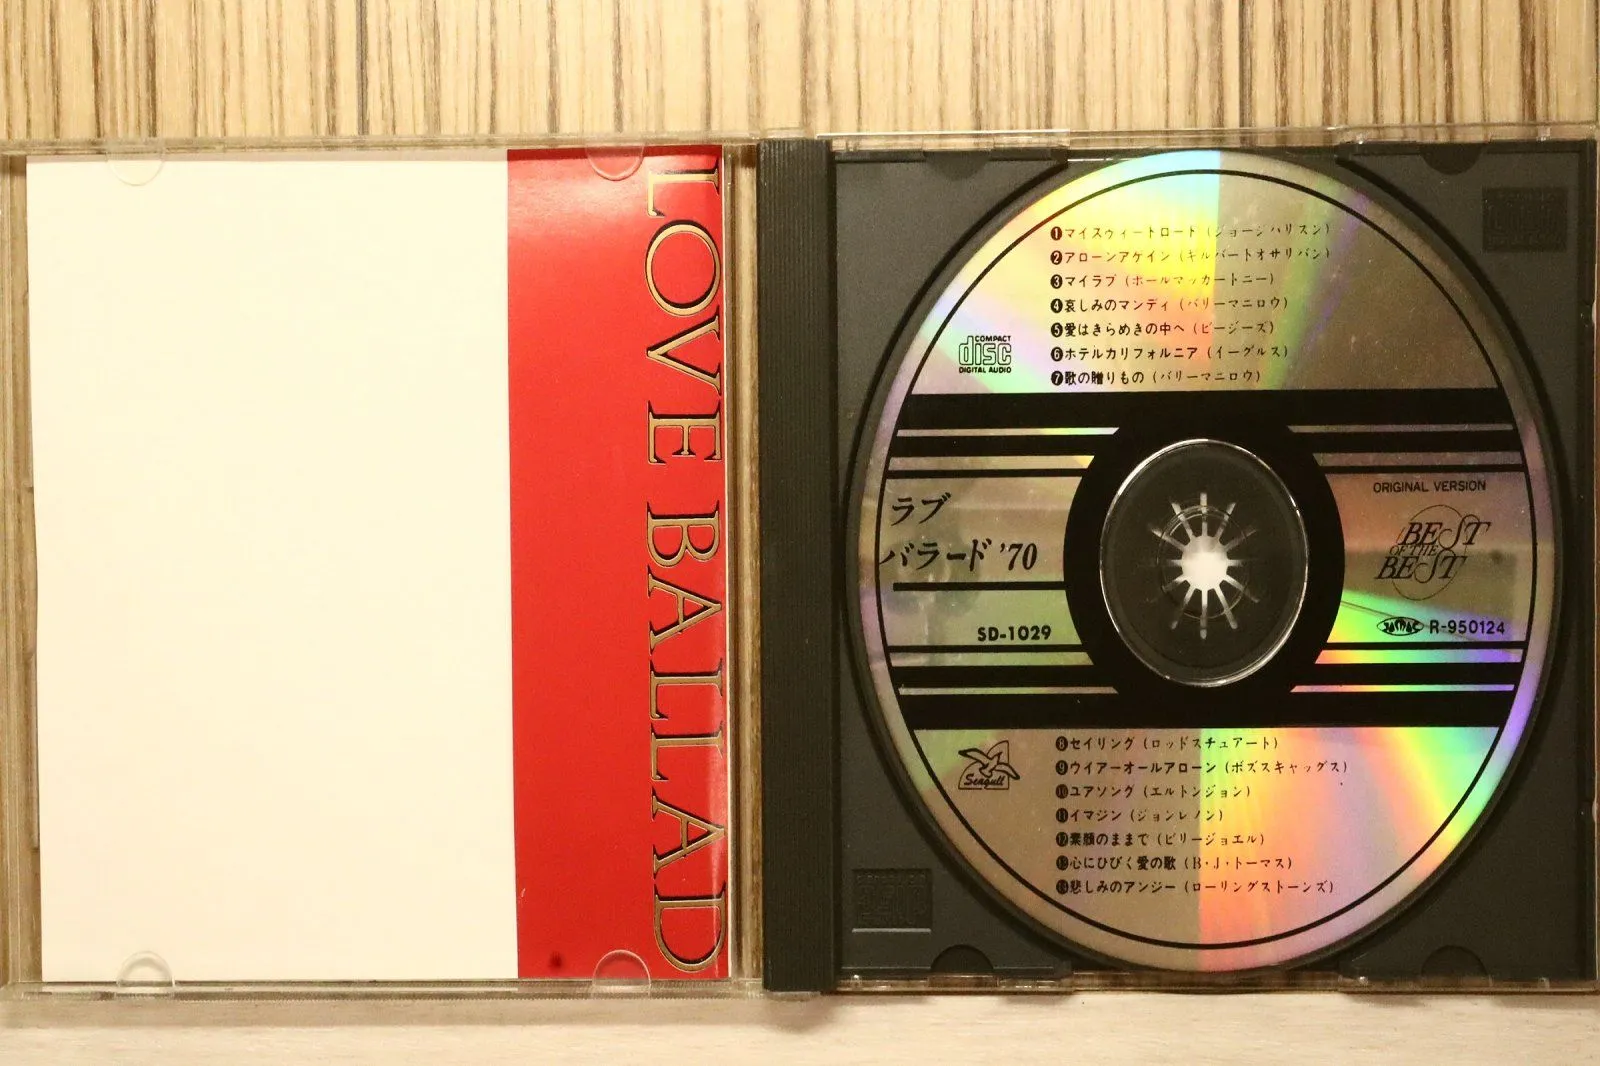 LOVE BALLAD
❶マイスウィートロード（ジョージハリスン）
❷アローンアゲイン（ギルバートオサリバン）
❸マイラブ（ポールマッカートニー）
❹哀しみのマンディ（バリーマニロウ）
❺愛はきらめきの中へ（ビージーズ）
❻ホテルカリフォルニア（イーグルス）
❼歌の贈りもの（バリーマニロウ）
COMPACT
disc
DIGITAL AUDIO
ORIGINAL VERSION
BEST
OF THE
BEST
ラブ
バラード '70
SD-1029
R-950124
Seagull
❽セイリング（ロッドスチュアート）
❾ウイアーオールアローン（ボズスキャッグス）
❿ユアソング（エルトンジョン）
⓫イマジン（ジョンレノン）
⓬素顔のままで（ビリージョエル）
⓭心にひびく愛の歌（B・J・トーマス）
⓮悲しみのアンジー（ローリングストーンズ）